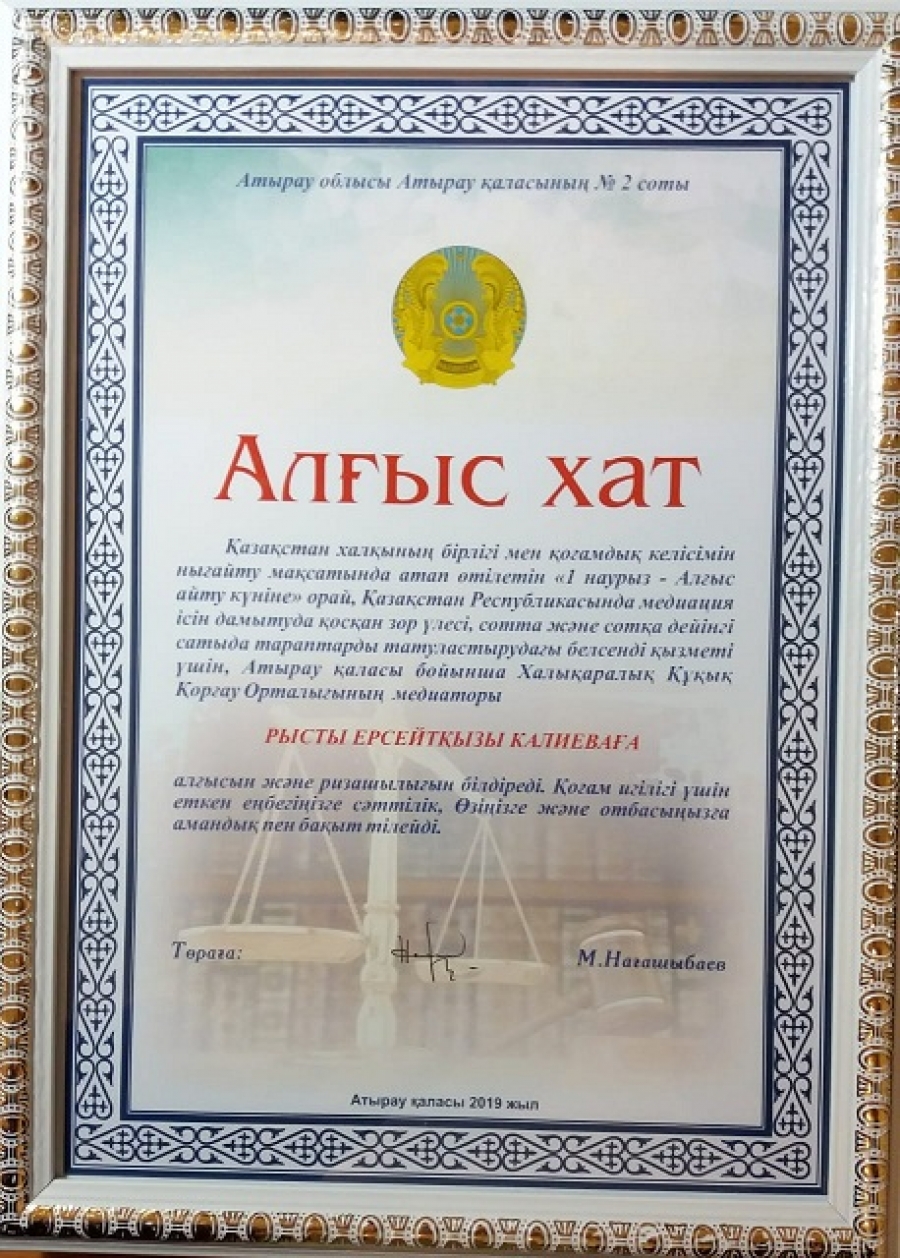 Атырау облысы Атырау қаласының № 2 соты
Алғыс хат
Қазақстан халқының бірлігі мен қоғамдық келісімін
нығайту мақсатында атап өтілетін «1 наурыз - Алғыс
айту күніне» орай, Қазақстан Республикасында медиация
ісін дамытуда қосқан зор үлесі, сотта және сотқа дейінгі
сатыда тараптарды татуластырудағы белсенді қызметі
үшін, Атырау қаласы бойынша Халықаралық Құқық
Қорғау Орталығының медиаторы
РЫСТЫ ЕРСЕЙТҚЫЗЫ КАЛИЕВАҒА
алғысын және ризашылығын білдіреді. Қоғам игілігі үшін
еткен еңбегіңізге сәттілік, Өзіңізге және отбасыңызға
амандық пен бақыт тілейді.
Төраға: М.Нағашыбаев
Атырау қаласы 2019 жыл